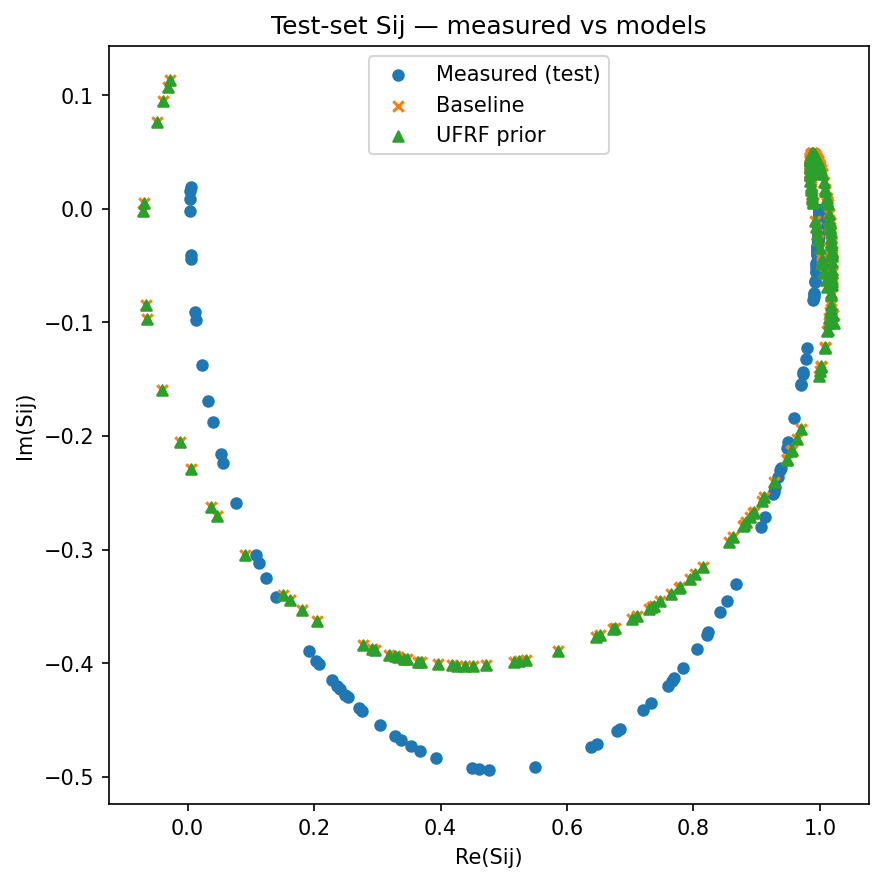 Test-set Sij — measured vs models
Measured (test)
Baseline
UFRF prior
0.1
0.0
−0.1
−0.2
−0.3
−0.4
−0.5
Im(Sij)
0.0 0.2 0.4 0.6 0.8 1.0
Re(Sij)